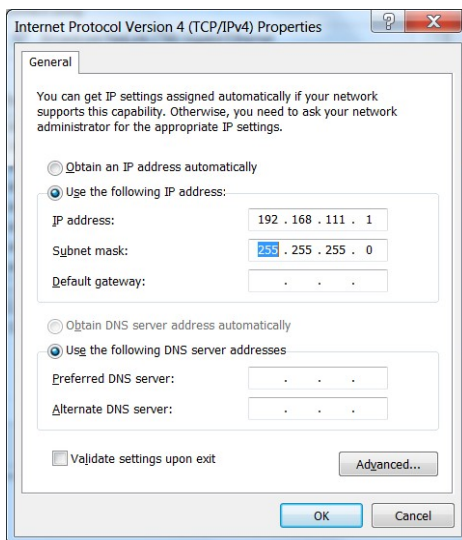 Internet Protocol Version 4 (TCP/IPv4) Properties
General
You can get IP settings assigned automatically if your network
supports this capability. Otherwise, you need to ask your network
administrator for the appropriate IP settings.
Obtain an IP address automatically
Use the following IP address:
IP address: 192 . 168 . 111 . 1
Subnet mask: 255 . 255 . 255 . 0
Default gateway: . . .
Obtain DNS server address automatically
Use the following DNS server addresses
Preferred DNS server: . . .
Alternate DNS server: . . .
Validate settings upon exit
Advanced...
OK Cancel